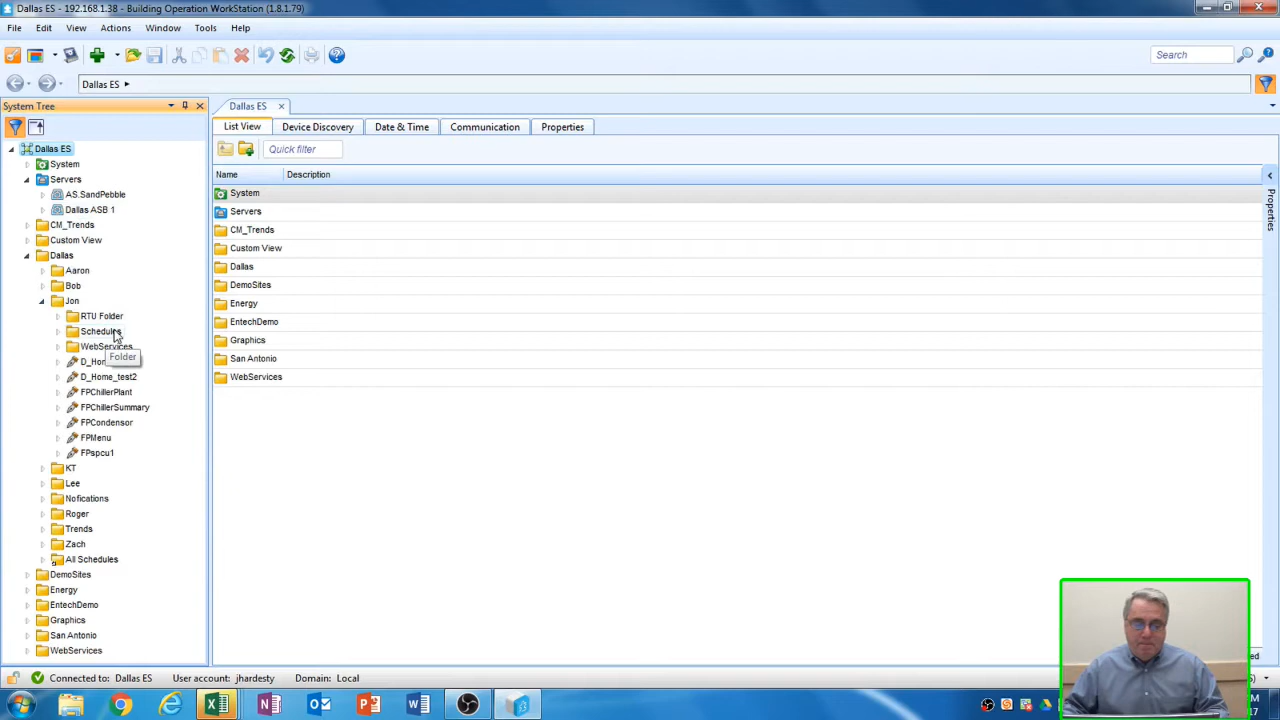 Dallas ES - 192.168.1.38 - Building Operation WorkStation (1.8.1.79)
File Edit View Actions Window Tools Help
Search
Dallas ES
System Tree
Dallas ES
System
Servers
AS.SandPebble
Dallas ASB 1
CM_Trends
Custom View
Dallas
Aaron
Bob
Jon
RTU Folder
Schedules
WebServices
Folder
D_Home_test2
FPChillerPlant
FPChillerSummary
FPCondensor
FPMenu
FPspcu1
KT
Lee
Nofications
Roger
Trends
Zach
All Schedules
DemoSites
Energy
EntechDemo
Graphics
San Antonio
WebServices
Dallas ES
List View Device Discovery Date & Time Communication Properties
Quick filter
Name Description
System
Servers
CM_Trends
Custom View
Dallas
DemoSites
Energy
EntechDemo
Graphics
San Antonio
WebServices
Properties
Connected to: Dallas ES User account: jhardesty Domain: Local